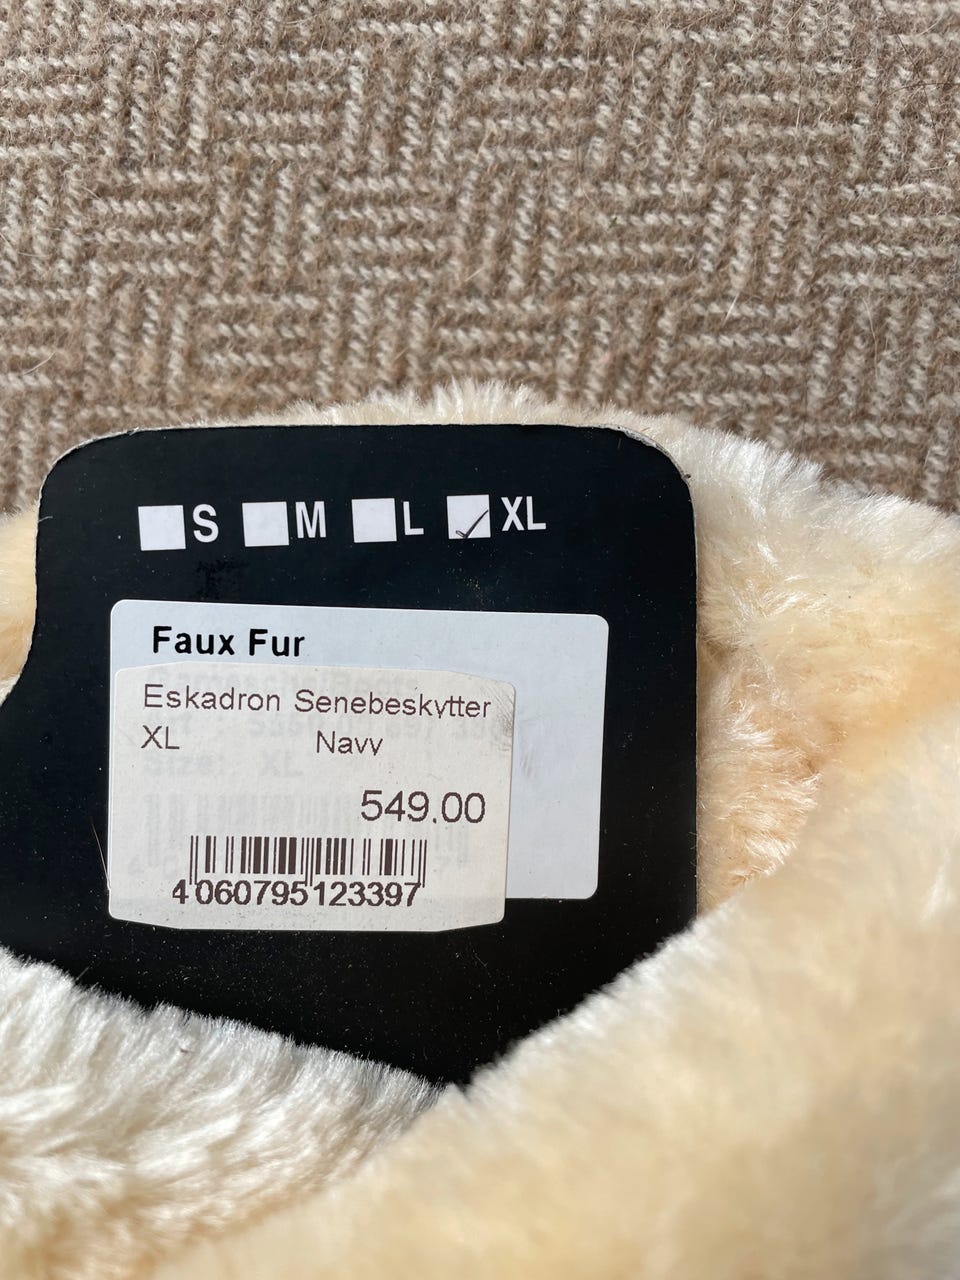 S M L XL
Faux Fur
Eskadron Senebeskytter
XL Navy
549.00
4 060795 123397